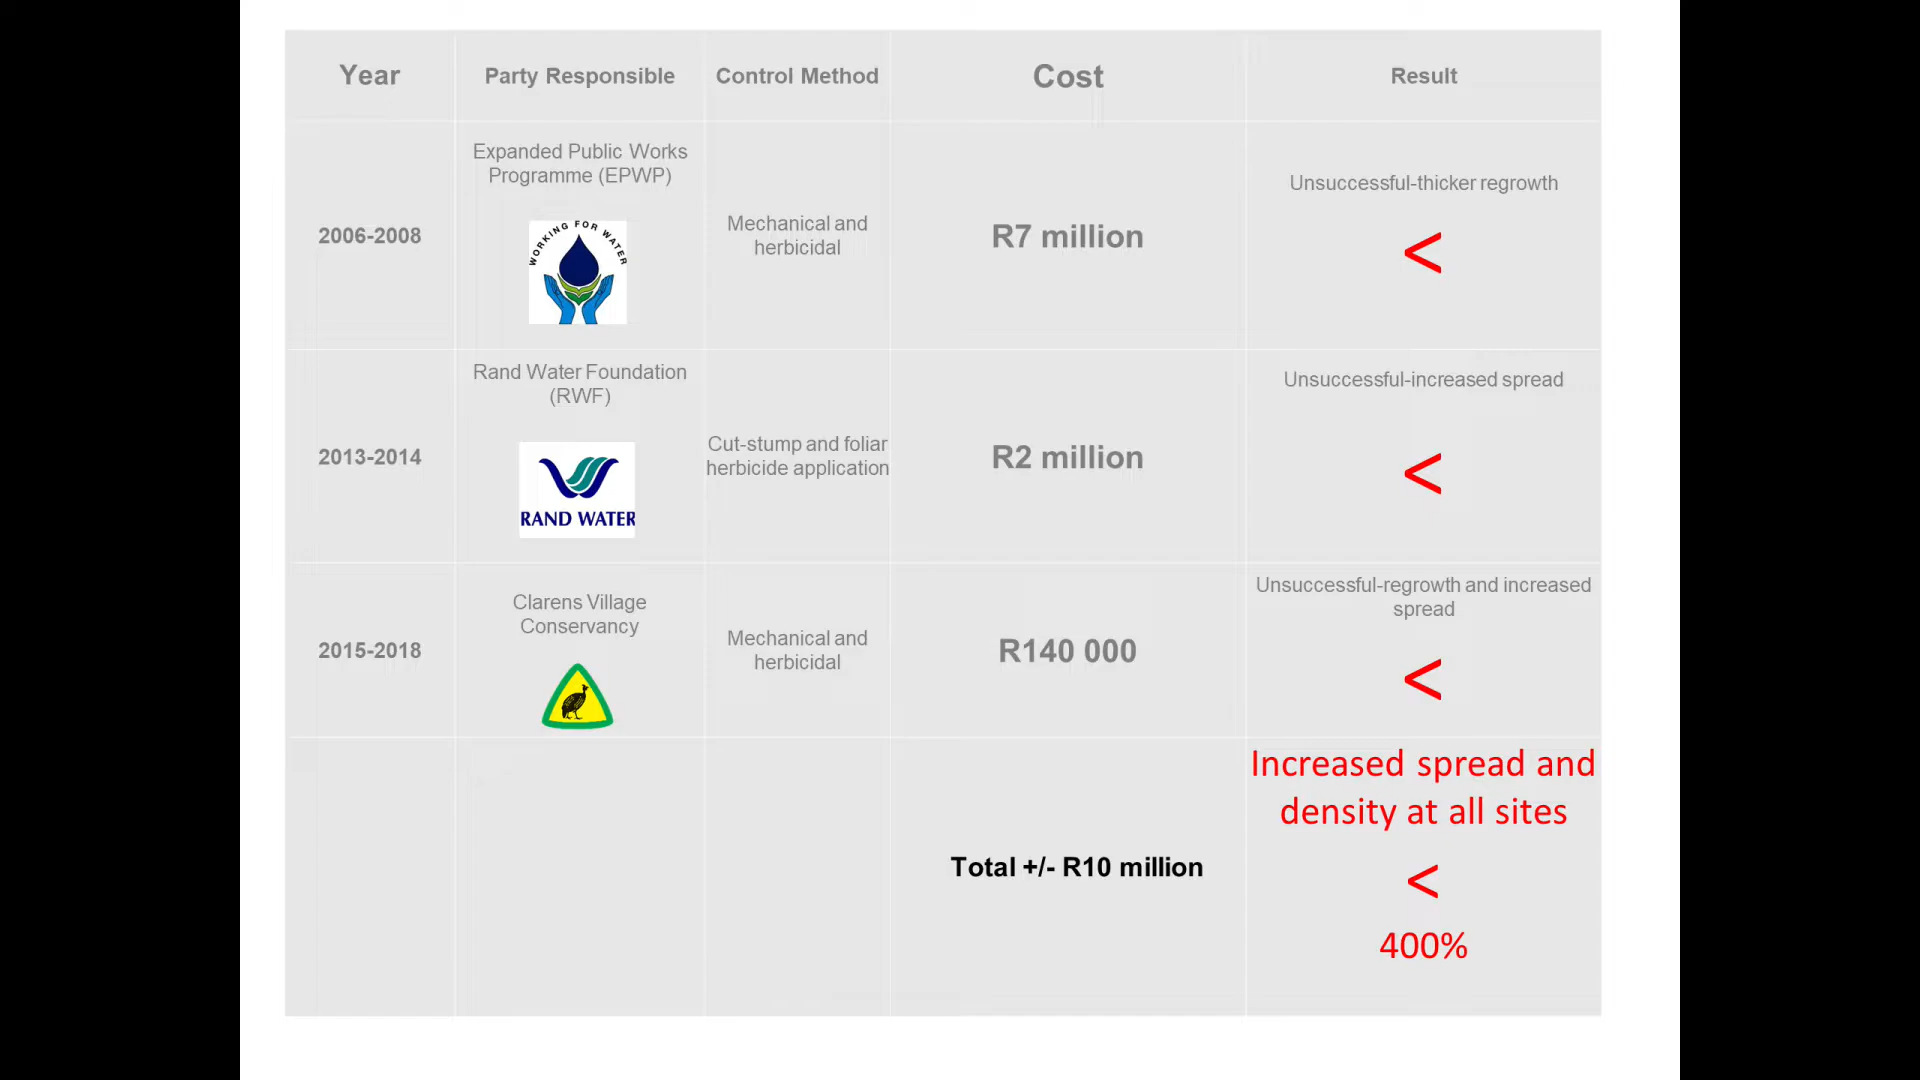 Year Party Responsible Control Method Cost Result
Expanded Public Works
Programme (EPWP)
WORKING FOR WATER
2006-2008
Mechanical and
herbicidal
R7 million
Unsuccessful-thicker regrowth
<
Rand Water Foundation
(RWF)
RAND WATER
2013-2014
Cut-stump and foliar
herbicide application
R2 million
Unsuccessful-increased spread
<
Clarens Village
Conservancy
2015-2018
Mechanical and
herbicidal
R140 000
Unsuccessful-regrowth and increased
spread
<
Total +/- R10 million
Increased spread and
density at all sites
<
400%